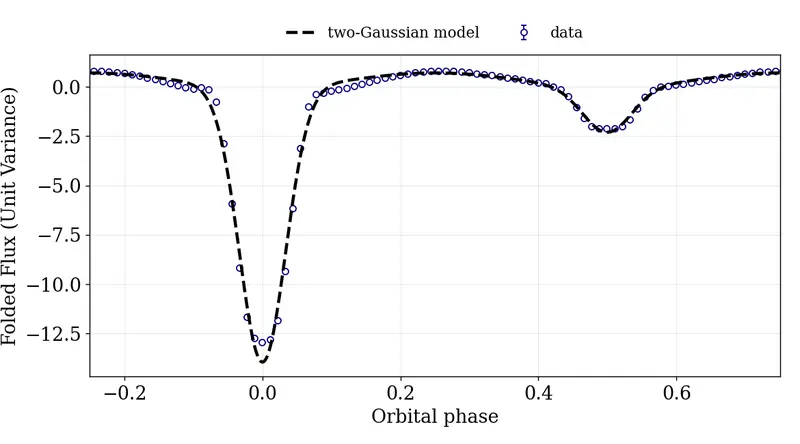 two-Gaussian model
data
Folded Flux (Unit Variance)
0.0
−2.5
−5.0
−7.5
−10.0
−12.5
−0.2
0.0
0.2
0.4
0.6
Orbital phase